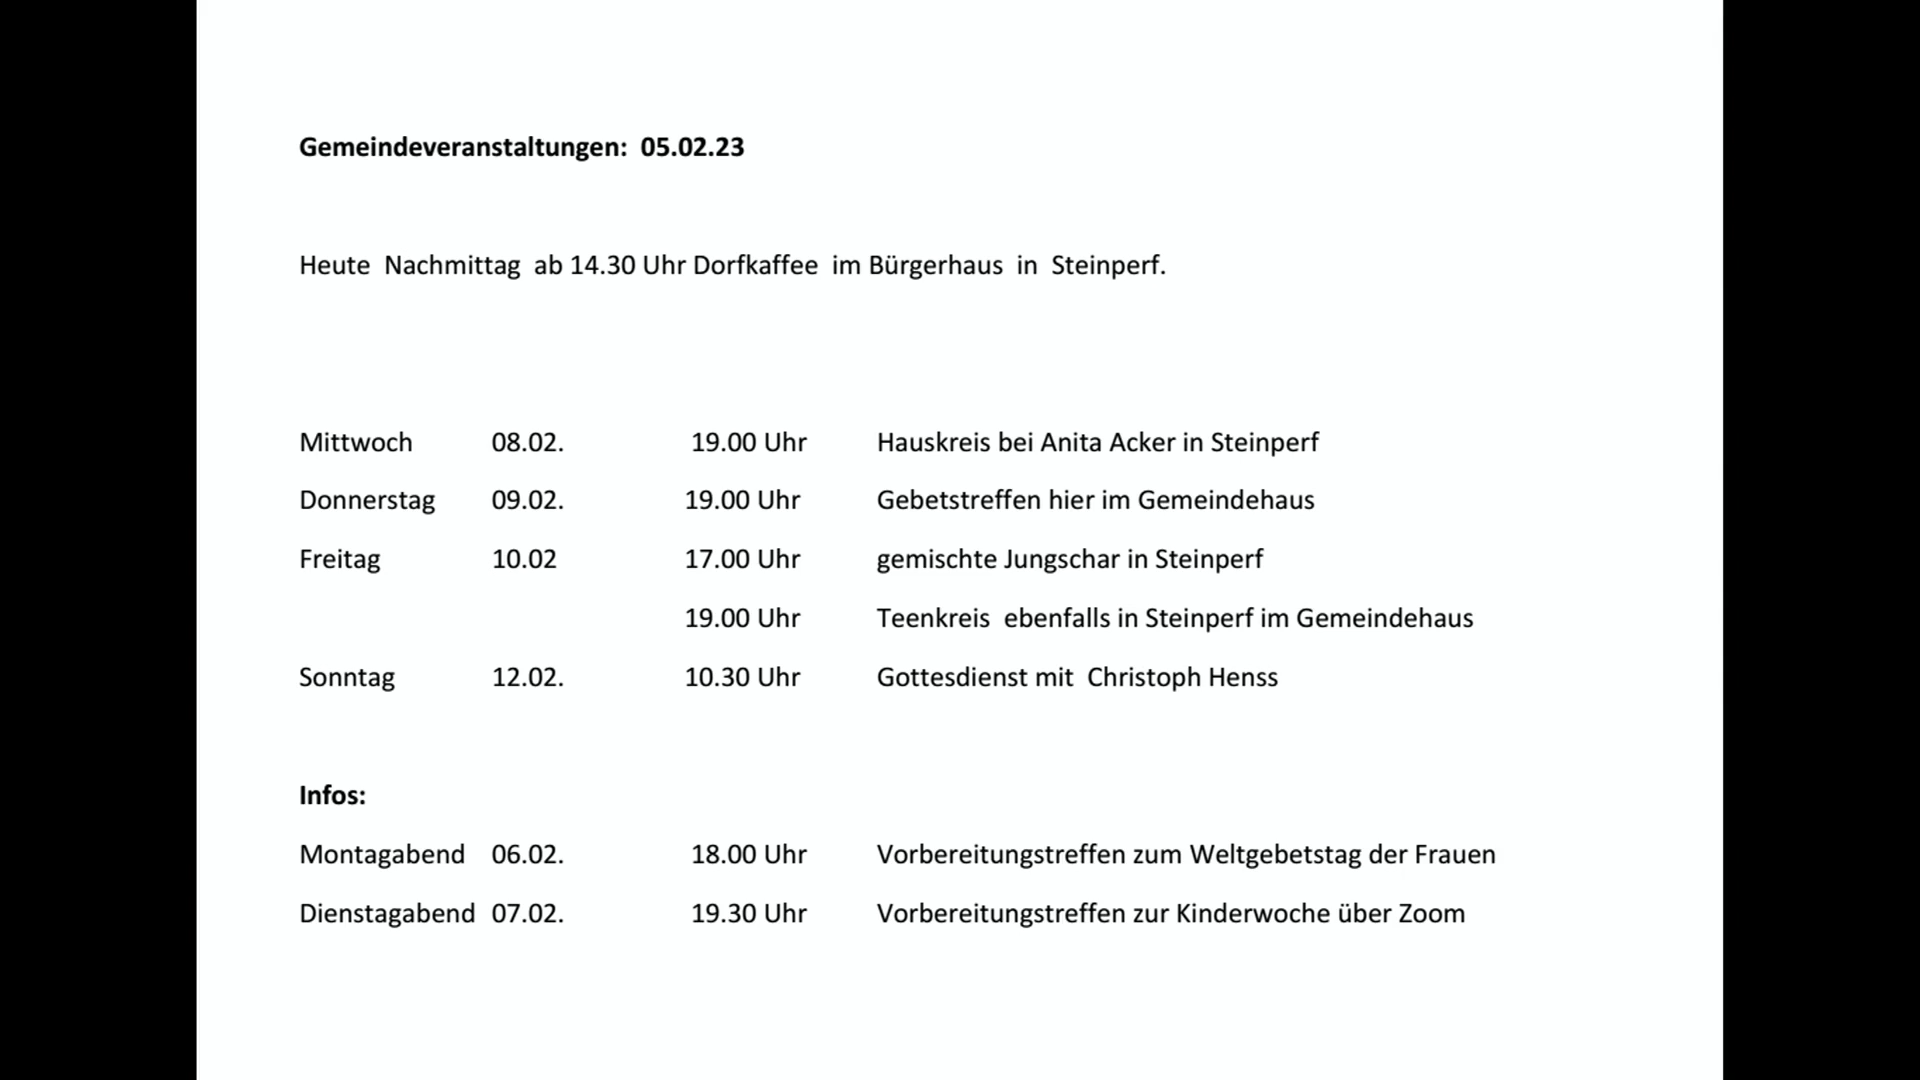 Gemeindeveranstaltungen: 05.02.23
Heute Nachmittag ab 14.30 Uhr Dorfkaffee im Bürgerhaus in Steinperf.
Mittwoch 08.02. 19.00 Uhr Hauskreis bei Anita Acker in Steinperf
Donnerstag 09.02. 19.00 Uhr Gebetstreffen hier im Gemeindehaus
Freitag 10.02 17.00 Uhr gemischte Jungschar in Steinperf
19.00 Uhr Teenkreis ebenfalls in Steinperf im Gemeindehaus
Sonntag 12.02. 10.30 Uhr Gottesdienst mit Christoph Henss
Infos:
Montagabend 06.02. 18.00 Uhr Vorbereitungstreffen zum Weltgebetstag der Frauen
Dienstagabend 07.02. 19.30 Uhr Vorbereitungstreffen zur Kinderwoche über Zoom